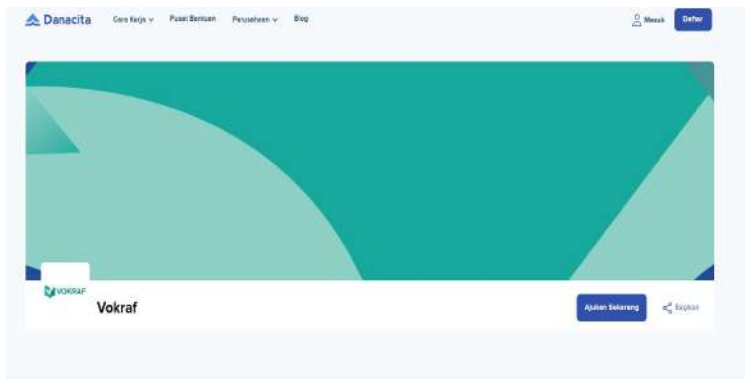 Danacita Cara Kerja Pusat Bantuan Perusahaan Blog Masuk Daftar
VOKRAF
Vokraf Ajukan Sekarang Bagikan